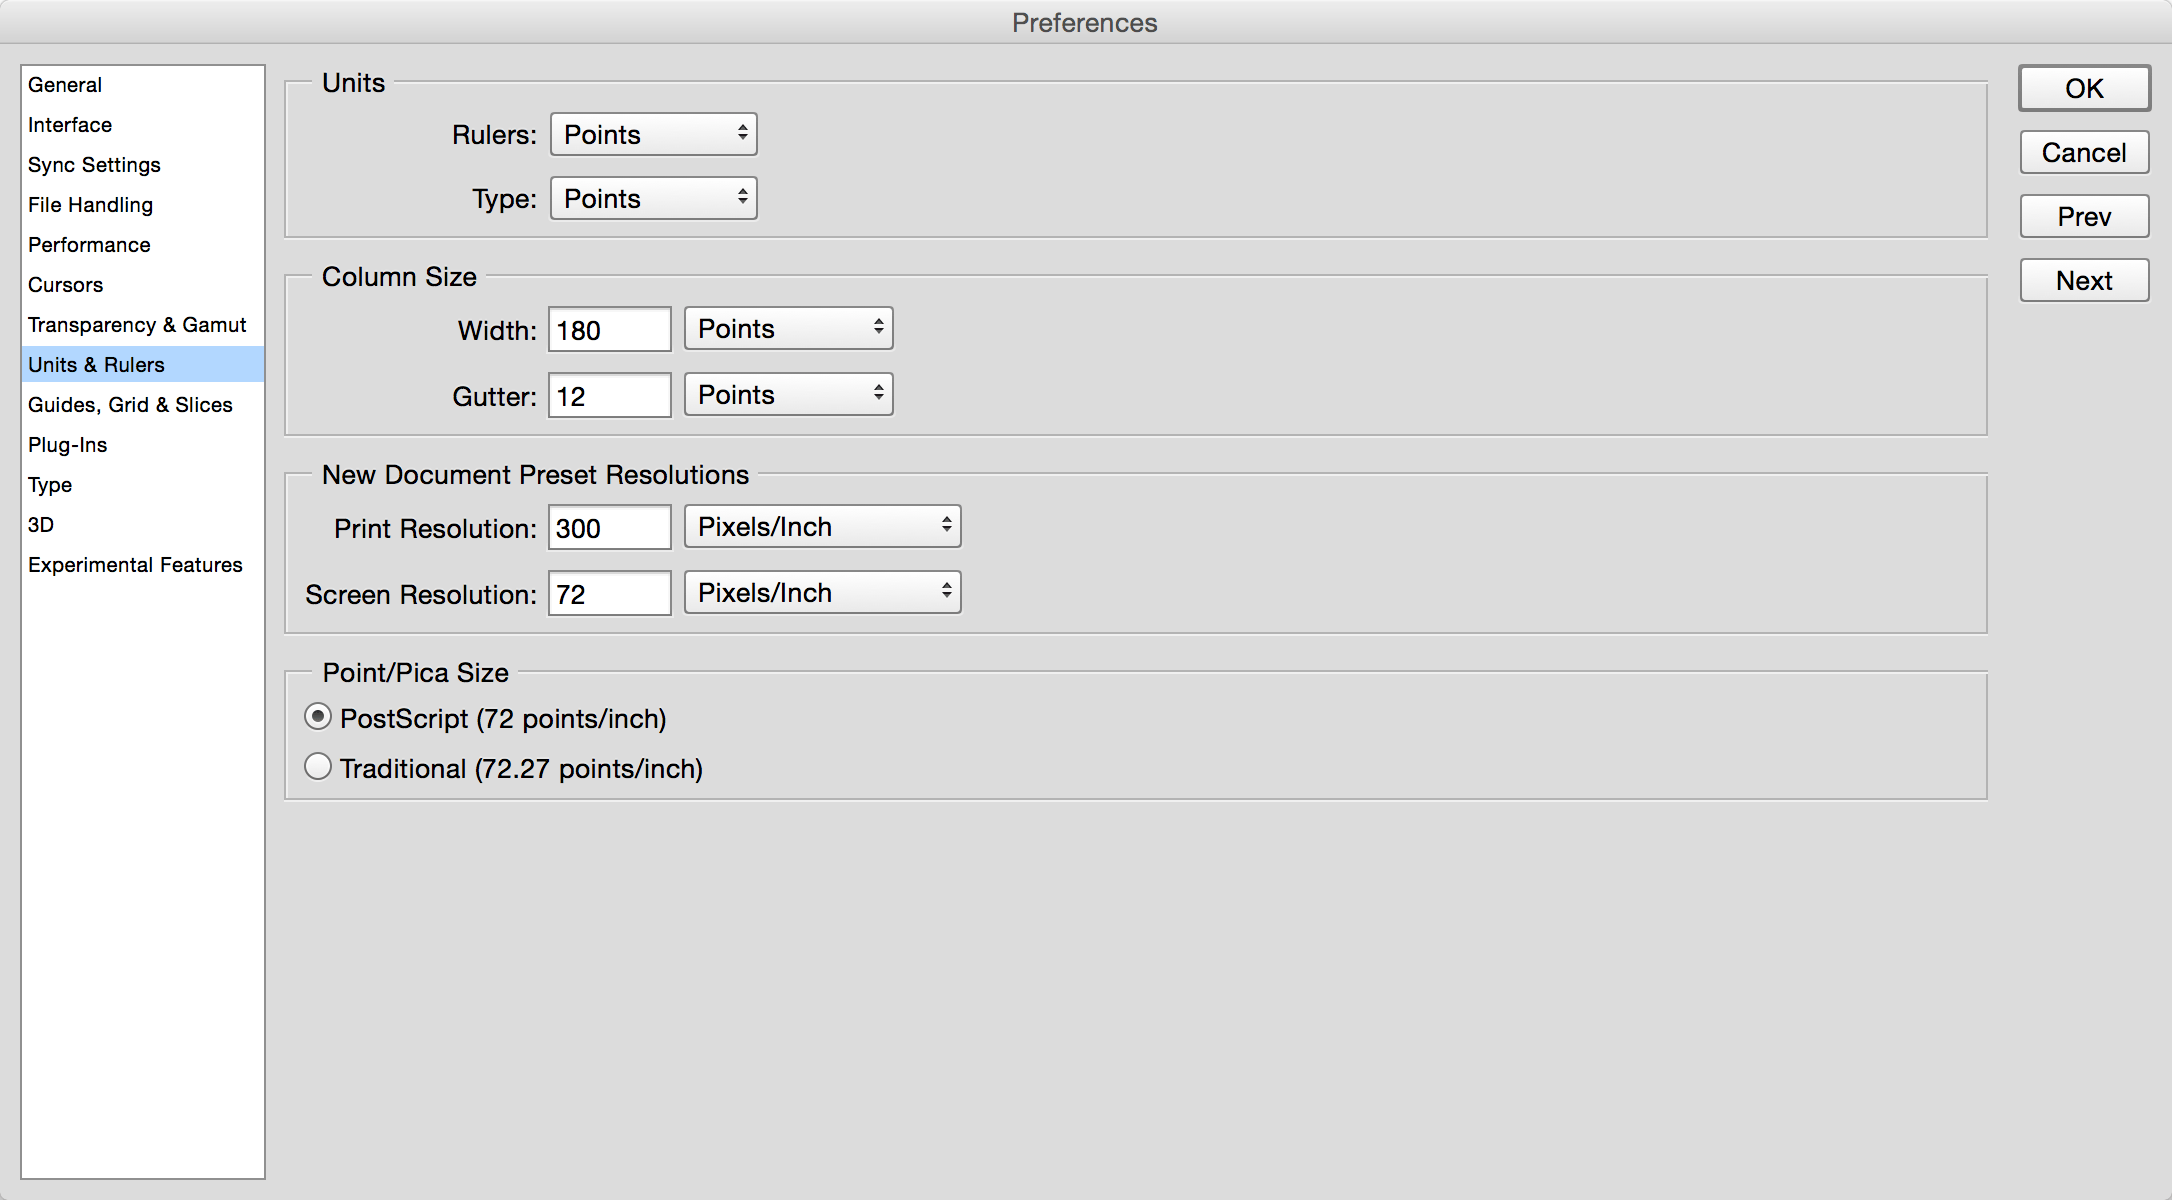 Preferences
General
Interface
Sync Settings
File Handling
Performance
Cursors
Transparency & Gamut
Units & Rulers
Guides, Grid & Slices
Plug-Ins
Type
3D
Experimental Features
Units
Rulers: Points
Type: Points
Column Size
Width: 180 Points
Gutter: 12 Points
New Document Preset Resolutions
Print Resolution: 300 Pixels/Inch
Screen Resolution: 72 Pixels/Inch
Point/Pica Size
PostScript (72 points/inch)
Traditional (72.27 points/inch)
OK
Cancel
Prev
Next